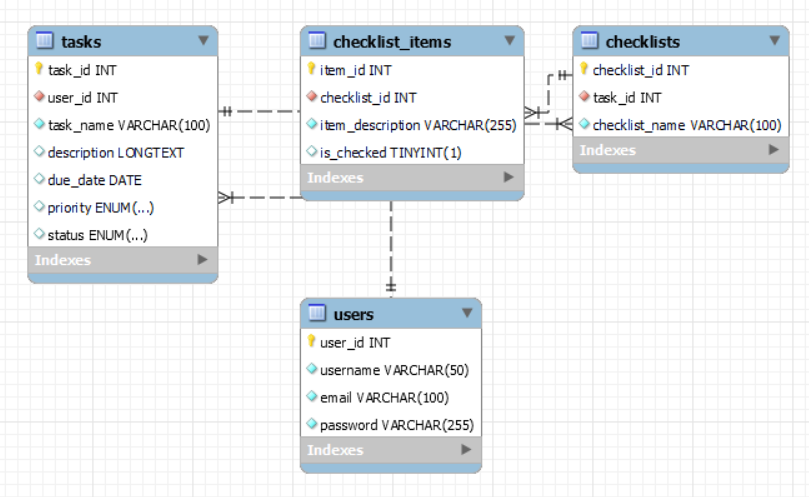 tasks
task_id INT
user_id INT
task_name VARCHAR(100)
description LONGTEXT
due_date DATE
priority ENUM(...)
status ENUM(...)
Indexes
checklist_items
item_id INT
checklist_id INT
item_description VARCHAR(255)
is_checked TINYINT(1)
Indexes
checklists
checklist_id INT
task_id INT
checklist_name VARCHAR(100)
Indexes
users
user_id INT
username VARCHAR(50)
email VARCHAR(100)
password VARCHAR(255)
Indexes